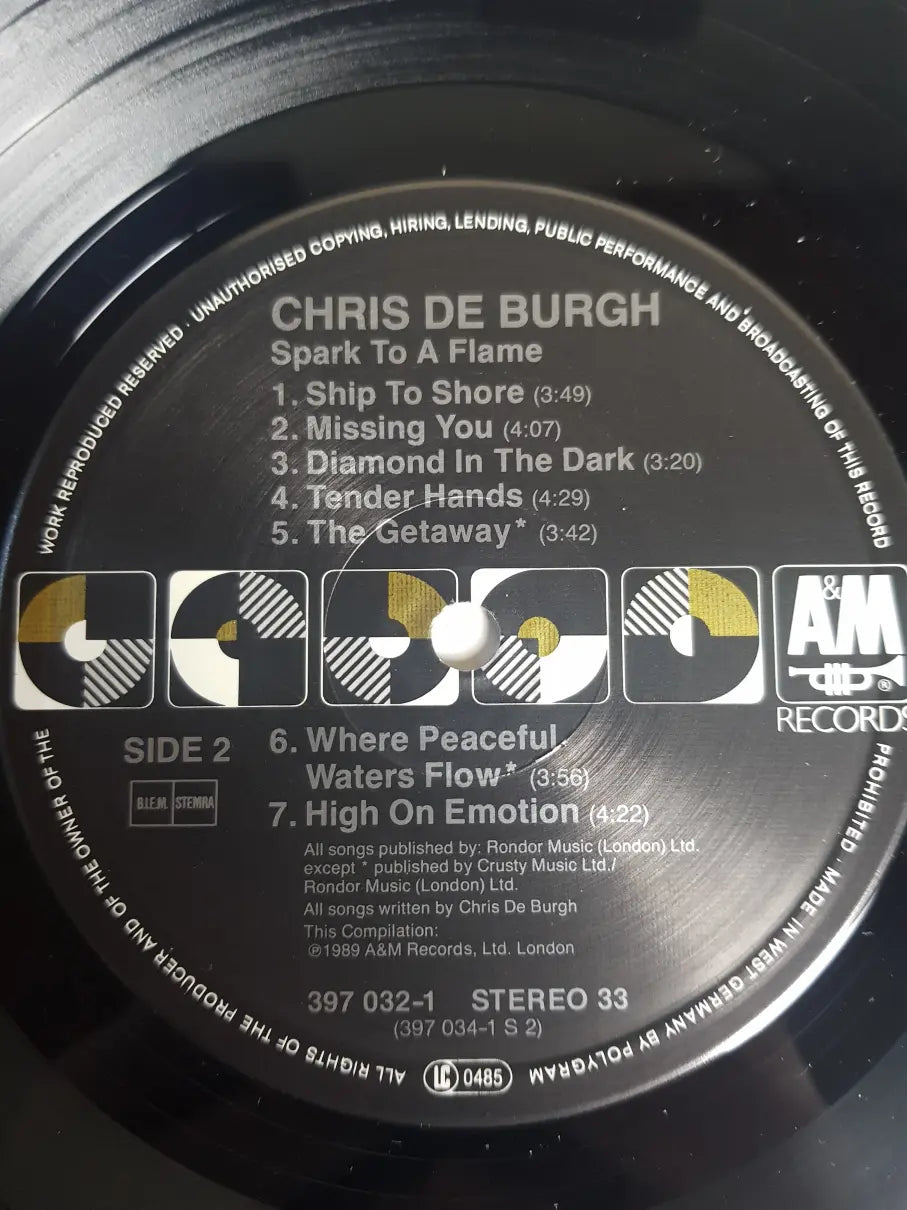 CHRIS DE BURGH
Spark To A Flame
1. Ship To Shore (3:49)
2. Missing You (4:07)
3. Diamond In The Dark (3:20)
4. Tender Hands (4:29)
5. The Getaway* (3:42)
A&M
®
RECORDS
SIDE 2
B.I.E.M. STEMRA
6. Where Peaceful
Waters Flow* (3:56)
7. High On Emotion (4:22)
All songs published by: Rondor Music (London) Ltd.
except * published by Crusty Music Ltd./
Rondor Music (London) Ltd.
All songs written by Chris De Burgh
This Compilation:
℗1989 A&M Records, Ltd. London
397 032-1 STEREO 33
(397 034-1 S 2)
LC 0485
ALL RIGHTS OF THE PRODUCER AND OF THE OWNER OF THE WORK REPRODUCED RESERVED · UNAUTHORISED COPYING, HIRING, LENDING, PUBLIC PERFORMANCE AND BROADCASTING OF THIS RECORD PROHIBITED · MADE IN WEST GERMANY BY POLYGRAM